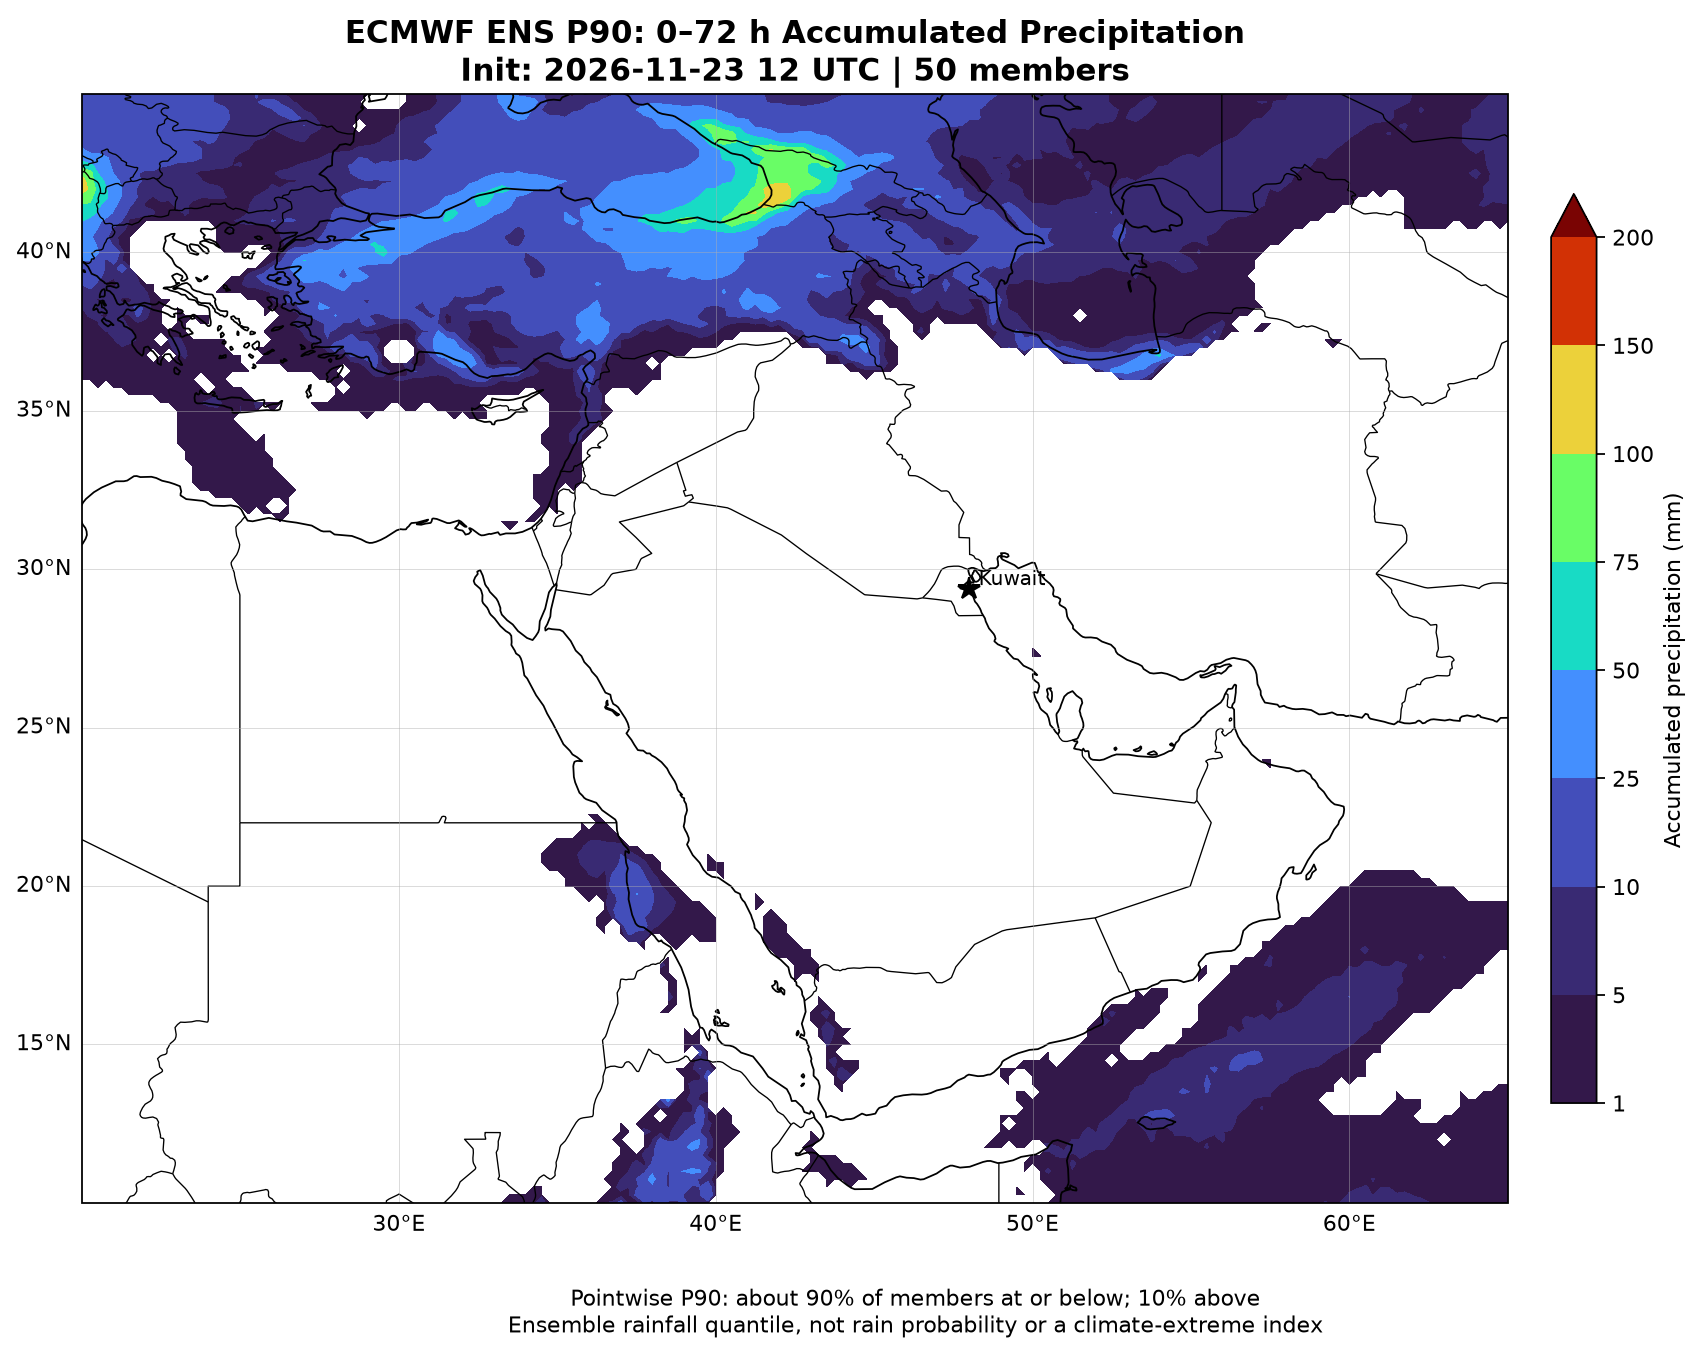 ECMWF ENS P90: 0–72 h Accumulated Precipitation
Init: 2026-11-23 12 UTC | 50 members
40°N
35°N
30°N
25°N
20°N
15°N
30°E
40°E
50°E
60°E
Kuwait
200
150
100
75
50
25
10
5
1
Accumulated precipitation (mm)
Pointwise P90: about 90% of members at or below; 10% above
Ensemble rainfall quantile, not rain probability or a climate-extreme index